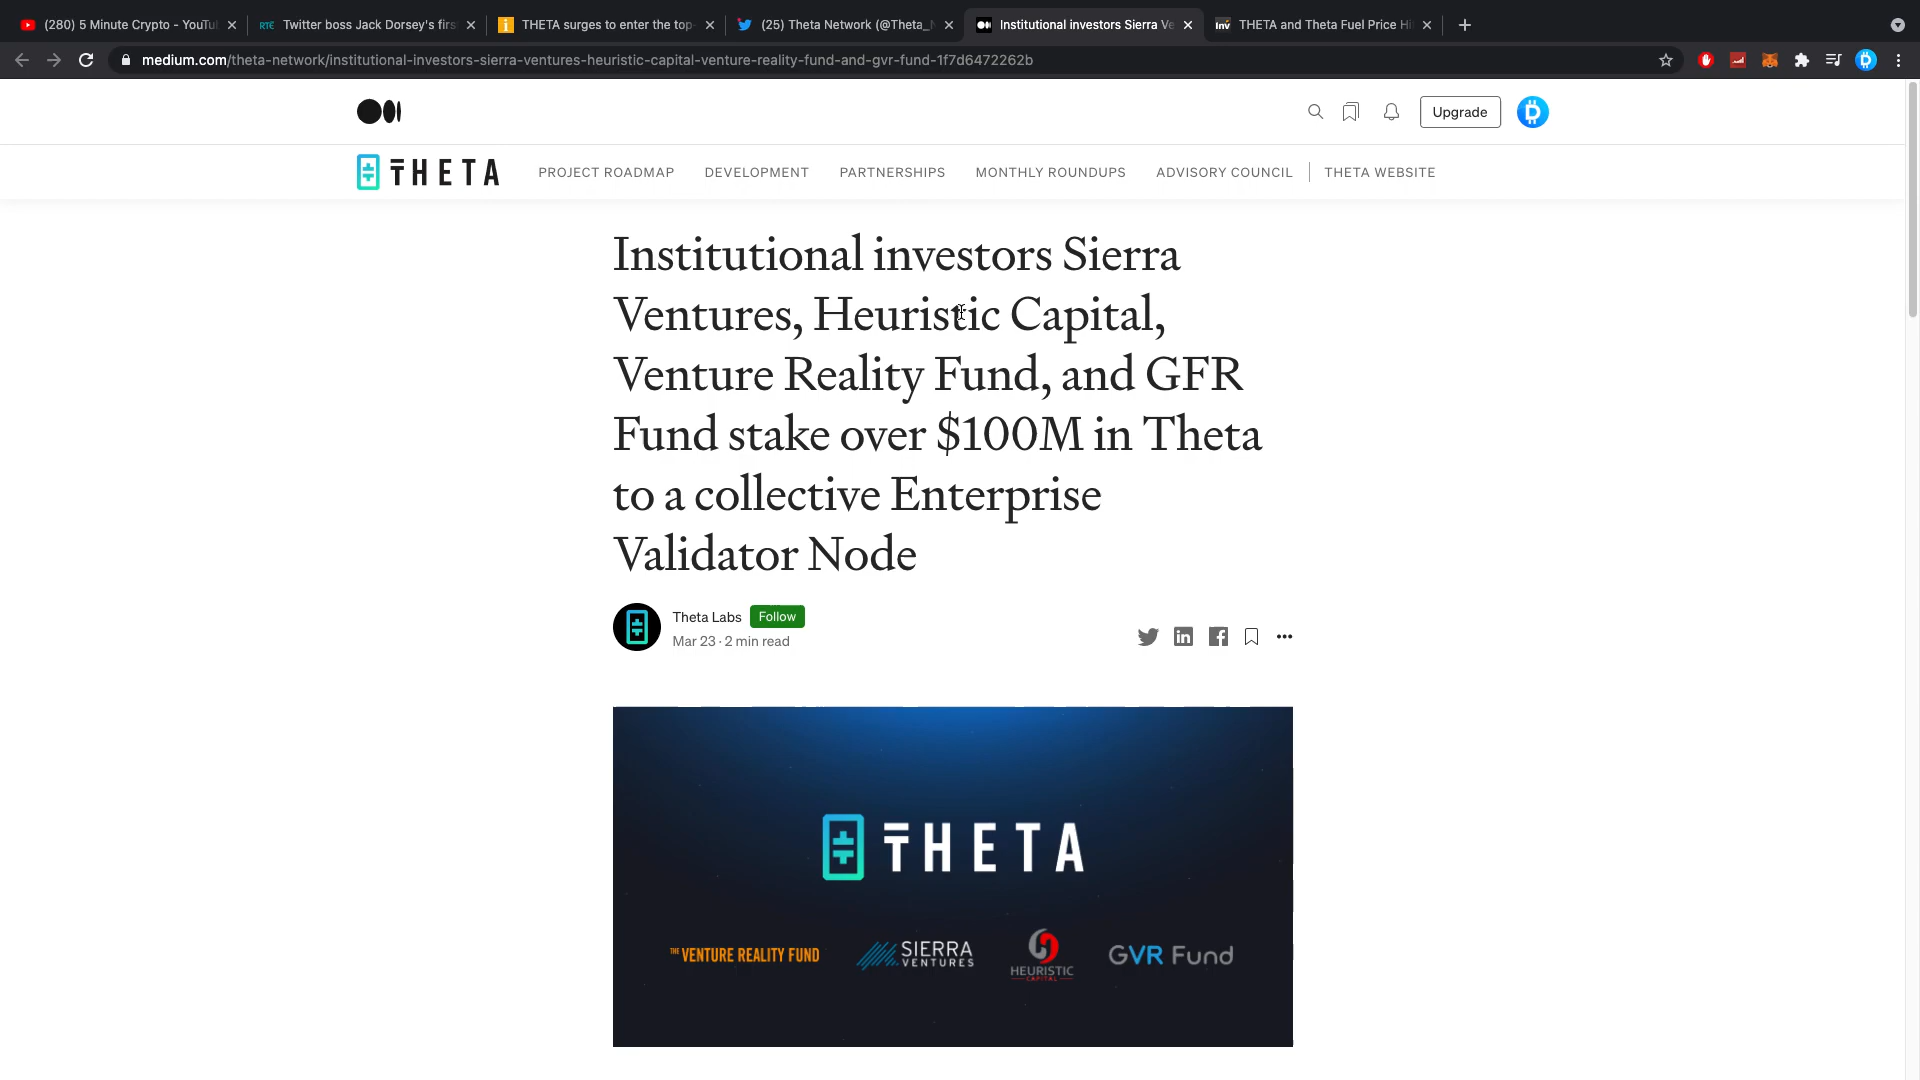 (25) 5 Minute Crypto - YouTu
Twitter boss Jack Dorsey's firs
THETA surges to enter the top-
(25) Theta Network (@Theta_N
Institutional investors Sierra Ve
THETA and Theta Fuel Price Hi
medium.com/theta-network/institutional-investors-sierra-ventures-heuristic-capital-venture-reality-fund-and-gvr-fund-1f7d6472262b
Upgrade
THETA
PROJECT ROADMAP
DEVELOPMENT
PARTNERSHIPS
MONTHLY ROUNDUPS
ADVISORY COUNCIL
THETA WEBSITE
Institutional investors Sierra
Ventures, Heuristic Capital,
Venture Reality Fund, and GFR
Fund stake over $100M in Theta
to a collective Enterprise
Validator Node
Theta Labs Follow
Mar 23 · 2 min read
THETA
THE VENTURE REALITY FUND
SIERRA
VENTURES
HEURISTIC
CAPITAL
GVR Fund